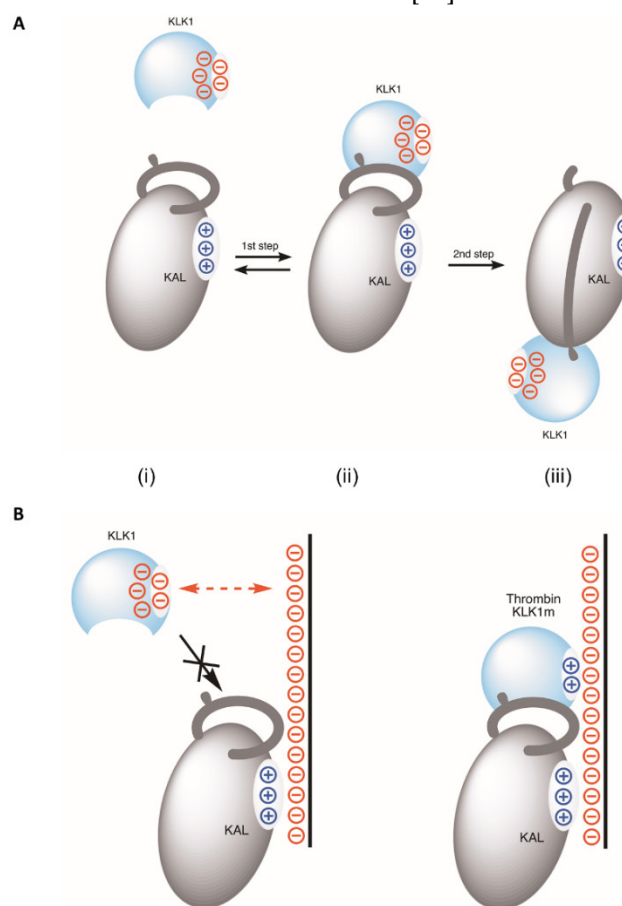 A
KLK1
⊖ ⊖ ⊖ ⊖ ⊖
KLK1
⊖ ⊖ ⊖ ⊖ ⊖
⊕ ⊕ ⊕
KAL
1st step
⊕ ⊕ ⊕
KAL
2nd step
⊕ ⊕ ⊕
KAL
⊖ ⊖ ⊖ ⊖ ⊖
KLK1
(i) (ii) (iii)
B
KLK1
⊖ ⊖ ⊖ ⊖ ⊖
Thrombin
KLK1m
⊕ ⊕
⊕ ⊕ ⊕
KAL
⊕ ⊕ ⊕
KAL